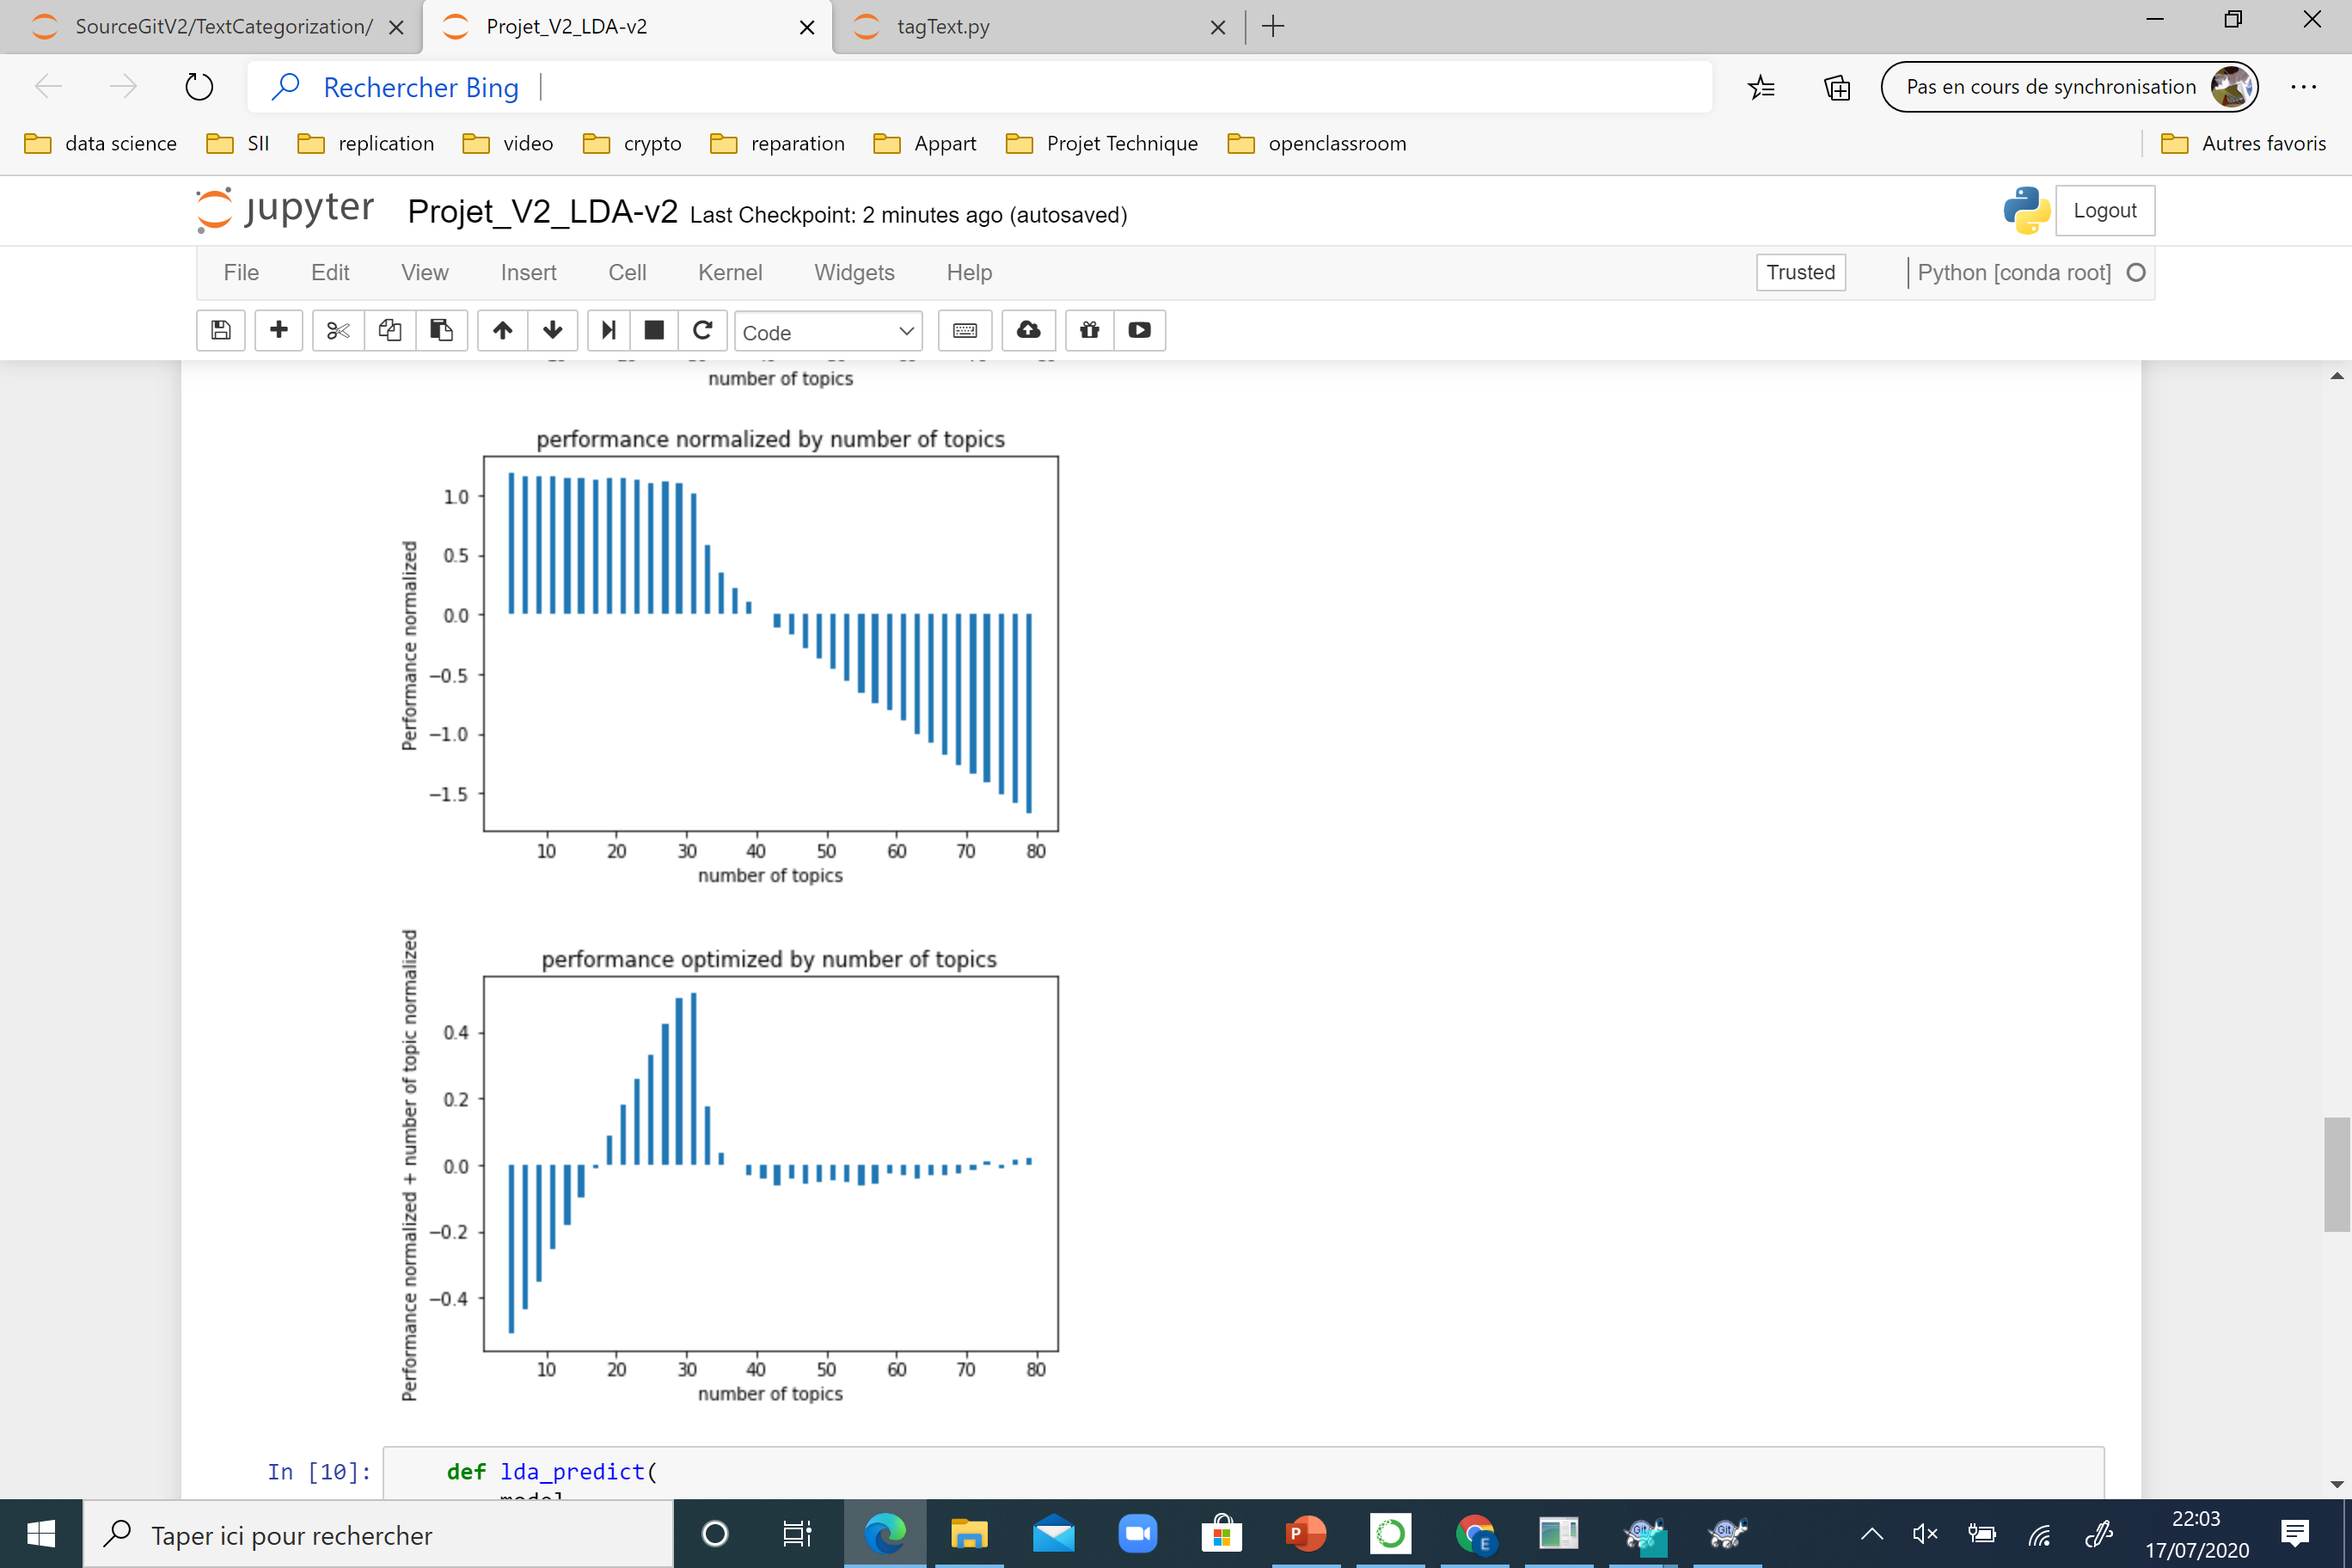 SourceGitV2/TextCategorization/
Projet_V2_LDA-v2
tagText.py
Rechercher Bing
Pas en cours de synchronisation
data science
SII
replication
video
crypto
reparation
Appart
Projet Technique
openclassroom
Autres favoris
jupyter
Projet_V2_LDA-v2 Last Checkpoint: 2 minutes ago (autosaved)
Logout
File
Edit
View
Insert
Cell
Kernel
Widgets
Help
Trusted
Python [conda root]
Code
number of topics
performance normalized by number of topics
Performance normalized
1.0
0.5
0.0
−0.5
−1.0
−1.5
10 20 30 40 50 60 70 80
number of topics
performance optimized by number of topics
Performance normalized + number of topic normalized
0.4
0.2
0.0
−0.2
−0.4
10 20 30 40 50 60 70 80
number of topics
In [10]:
def lda_predict(
Taper ici pour rechercher
22:03
17/07/2020